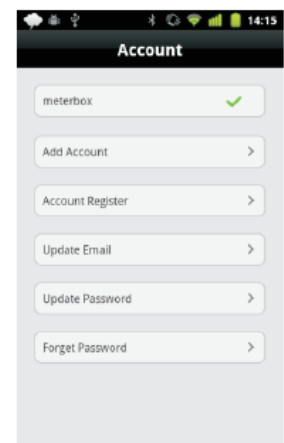 14:15
Account
meterbox
Add Account
Account Register
Update Email
Update Password
Forget Password